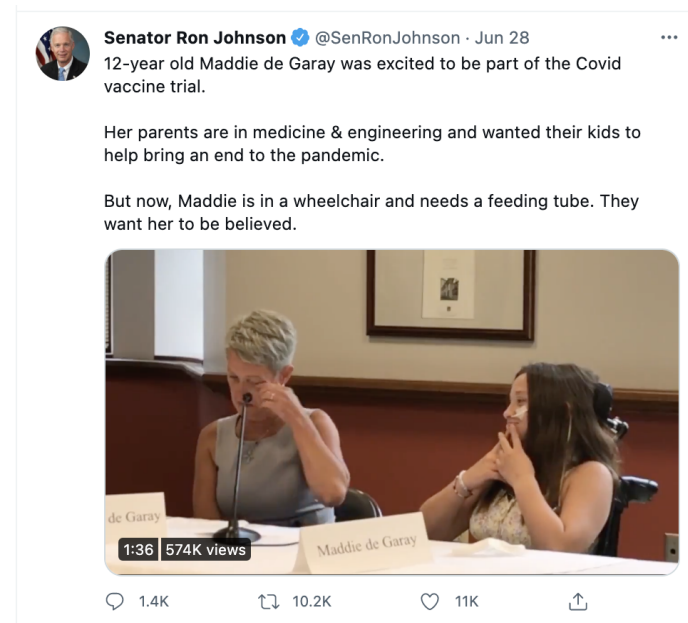 Senator Ron Johnson @SenRonJohnson · Jun 28
12-year old Maddie de Garay was excited to be part of the Covid
vaccine trial.
Her parents are in medicine & engineering and wanted their kids to
help bring an end to the pandemic.
But now, Maddie is in a wheelchair and needs a feeding tube. They
want her to be believed.
de Garay
Maddie de Garay
1:36 574K views
1.4K 10.2K 11K